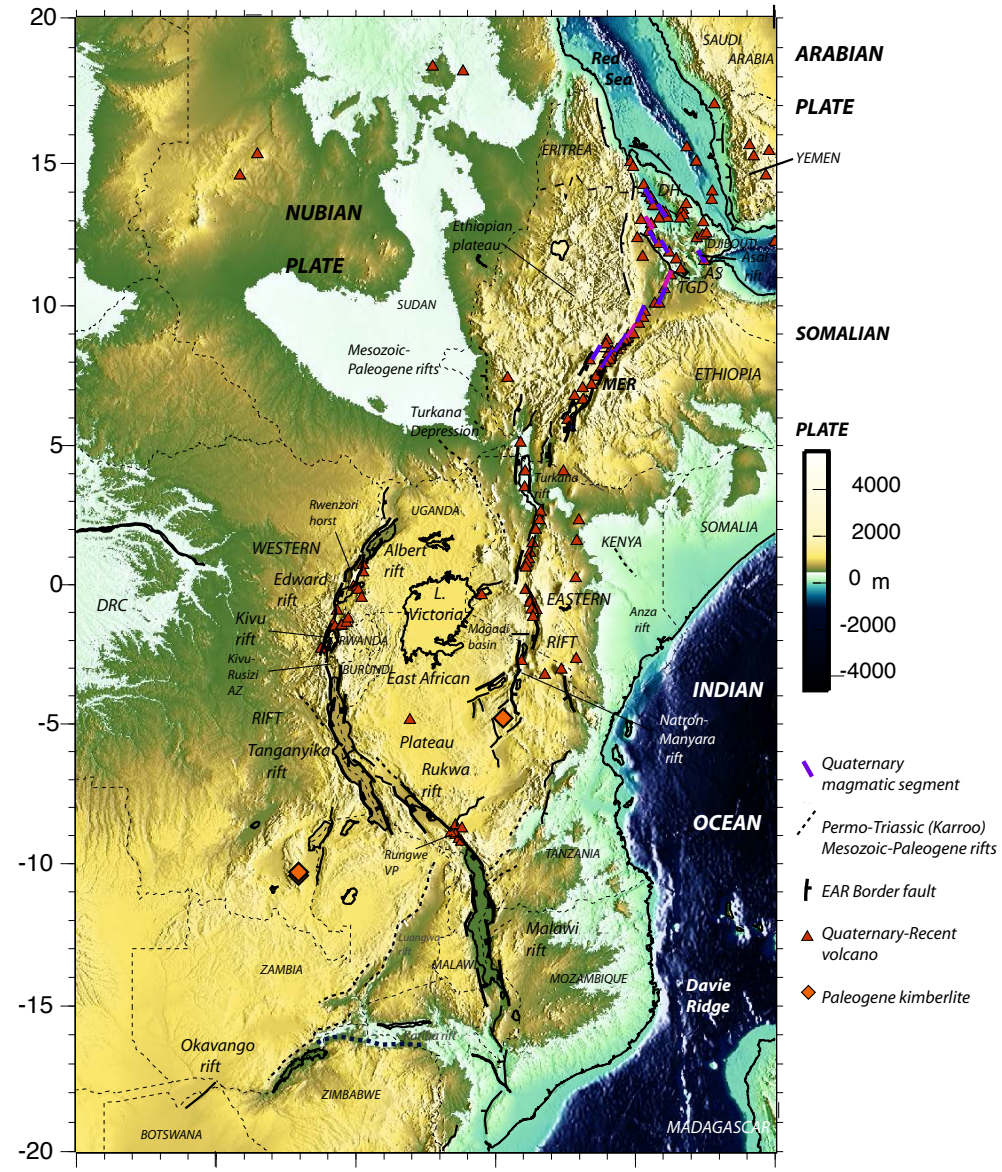 20
15
10
5
0
-5
-10
-15
-20
SAUDI
ARABIA
Red
Sea
ERITREA
DH
DJIBOUTI
Asal
rift
AS
TGD
NUBIAN
PLATE
Ethiopian
plateau
SUDAN
Mesozoic-
Paleogene rifts
ETHIOPIA
MER
Turkana
Depression
Turkana
rift
Rwenzori
horst
UGANDA
WESTERN
Albert
rift
KENYA
SOMALIA
Edward
rift
L.
Victoria
EASTERN
DRC
Kivu
rift
RWANDA
Magadi
basin
RIFT
Anza
rift
Kivu-
Rusizi
AZ
BURUNDI
East African
INDIAN
RIFT
Natron-
Manyara
rift
Tanganyika
rift
Plateau
Rukwa
rift
OCEAN
Rungwe
VP
TANZANIA
Luangwa
rift
Malawi
rift
ZAMBIA
MALAWI
MOZAMBIQUE
Davie
Ridge
Okavango
rift
Kariba rift
ZIMBABWE
BOTSWANA
MADAGASCAR
ARABIAN
PLATE
YEMEN
SOMALIAN
PLATE
4000
2000
0 m
-2000
-4000
Quaternary
magmatic segment
Permo-Triassic (Karroo)
Mesozoic-Paleogene rifts
EAR Border fault
Quaternary-Recent
volcano
Paleogene kimberlite